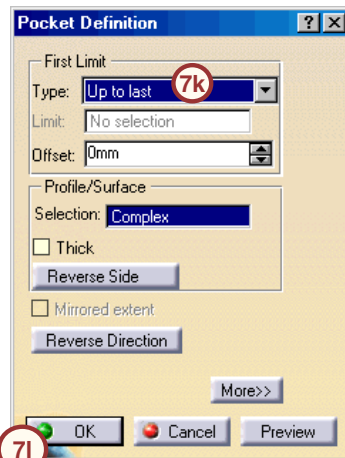 Pocket Definition ? X
First Limit
Type: Up to last 7k
Limit: No selection
Offset: 0mm
Profile/Surface
Selection: Complex
Thick
Reverse Side
Mirrored extent
Reverse Direction
More>>
OK Cancel Preview
7l